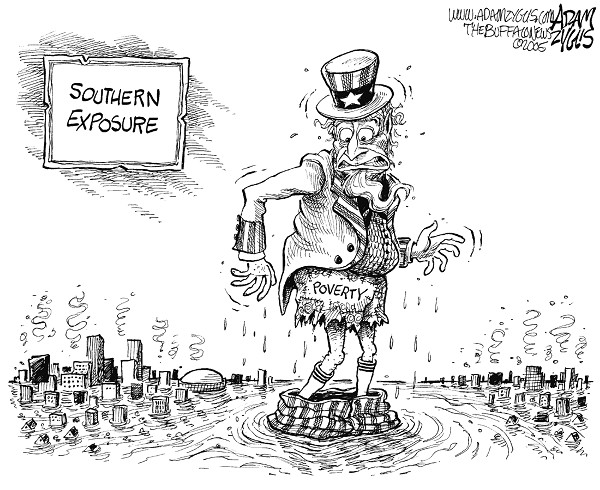 WWW.ADAMZYGLIS.COM
THE BUFFALO NEWS
©2005
ADAM
ZYGLIS
SOUTHERN
EXPOSURE
POVERTY